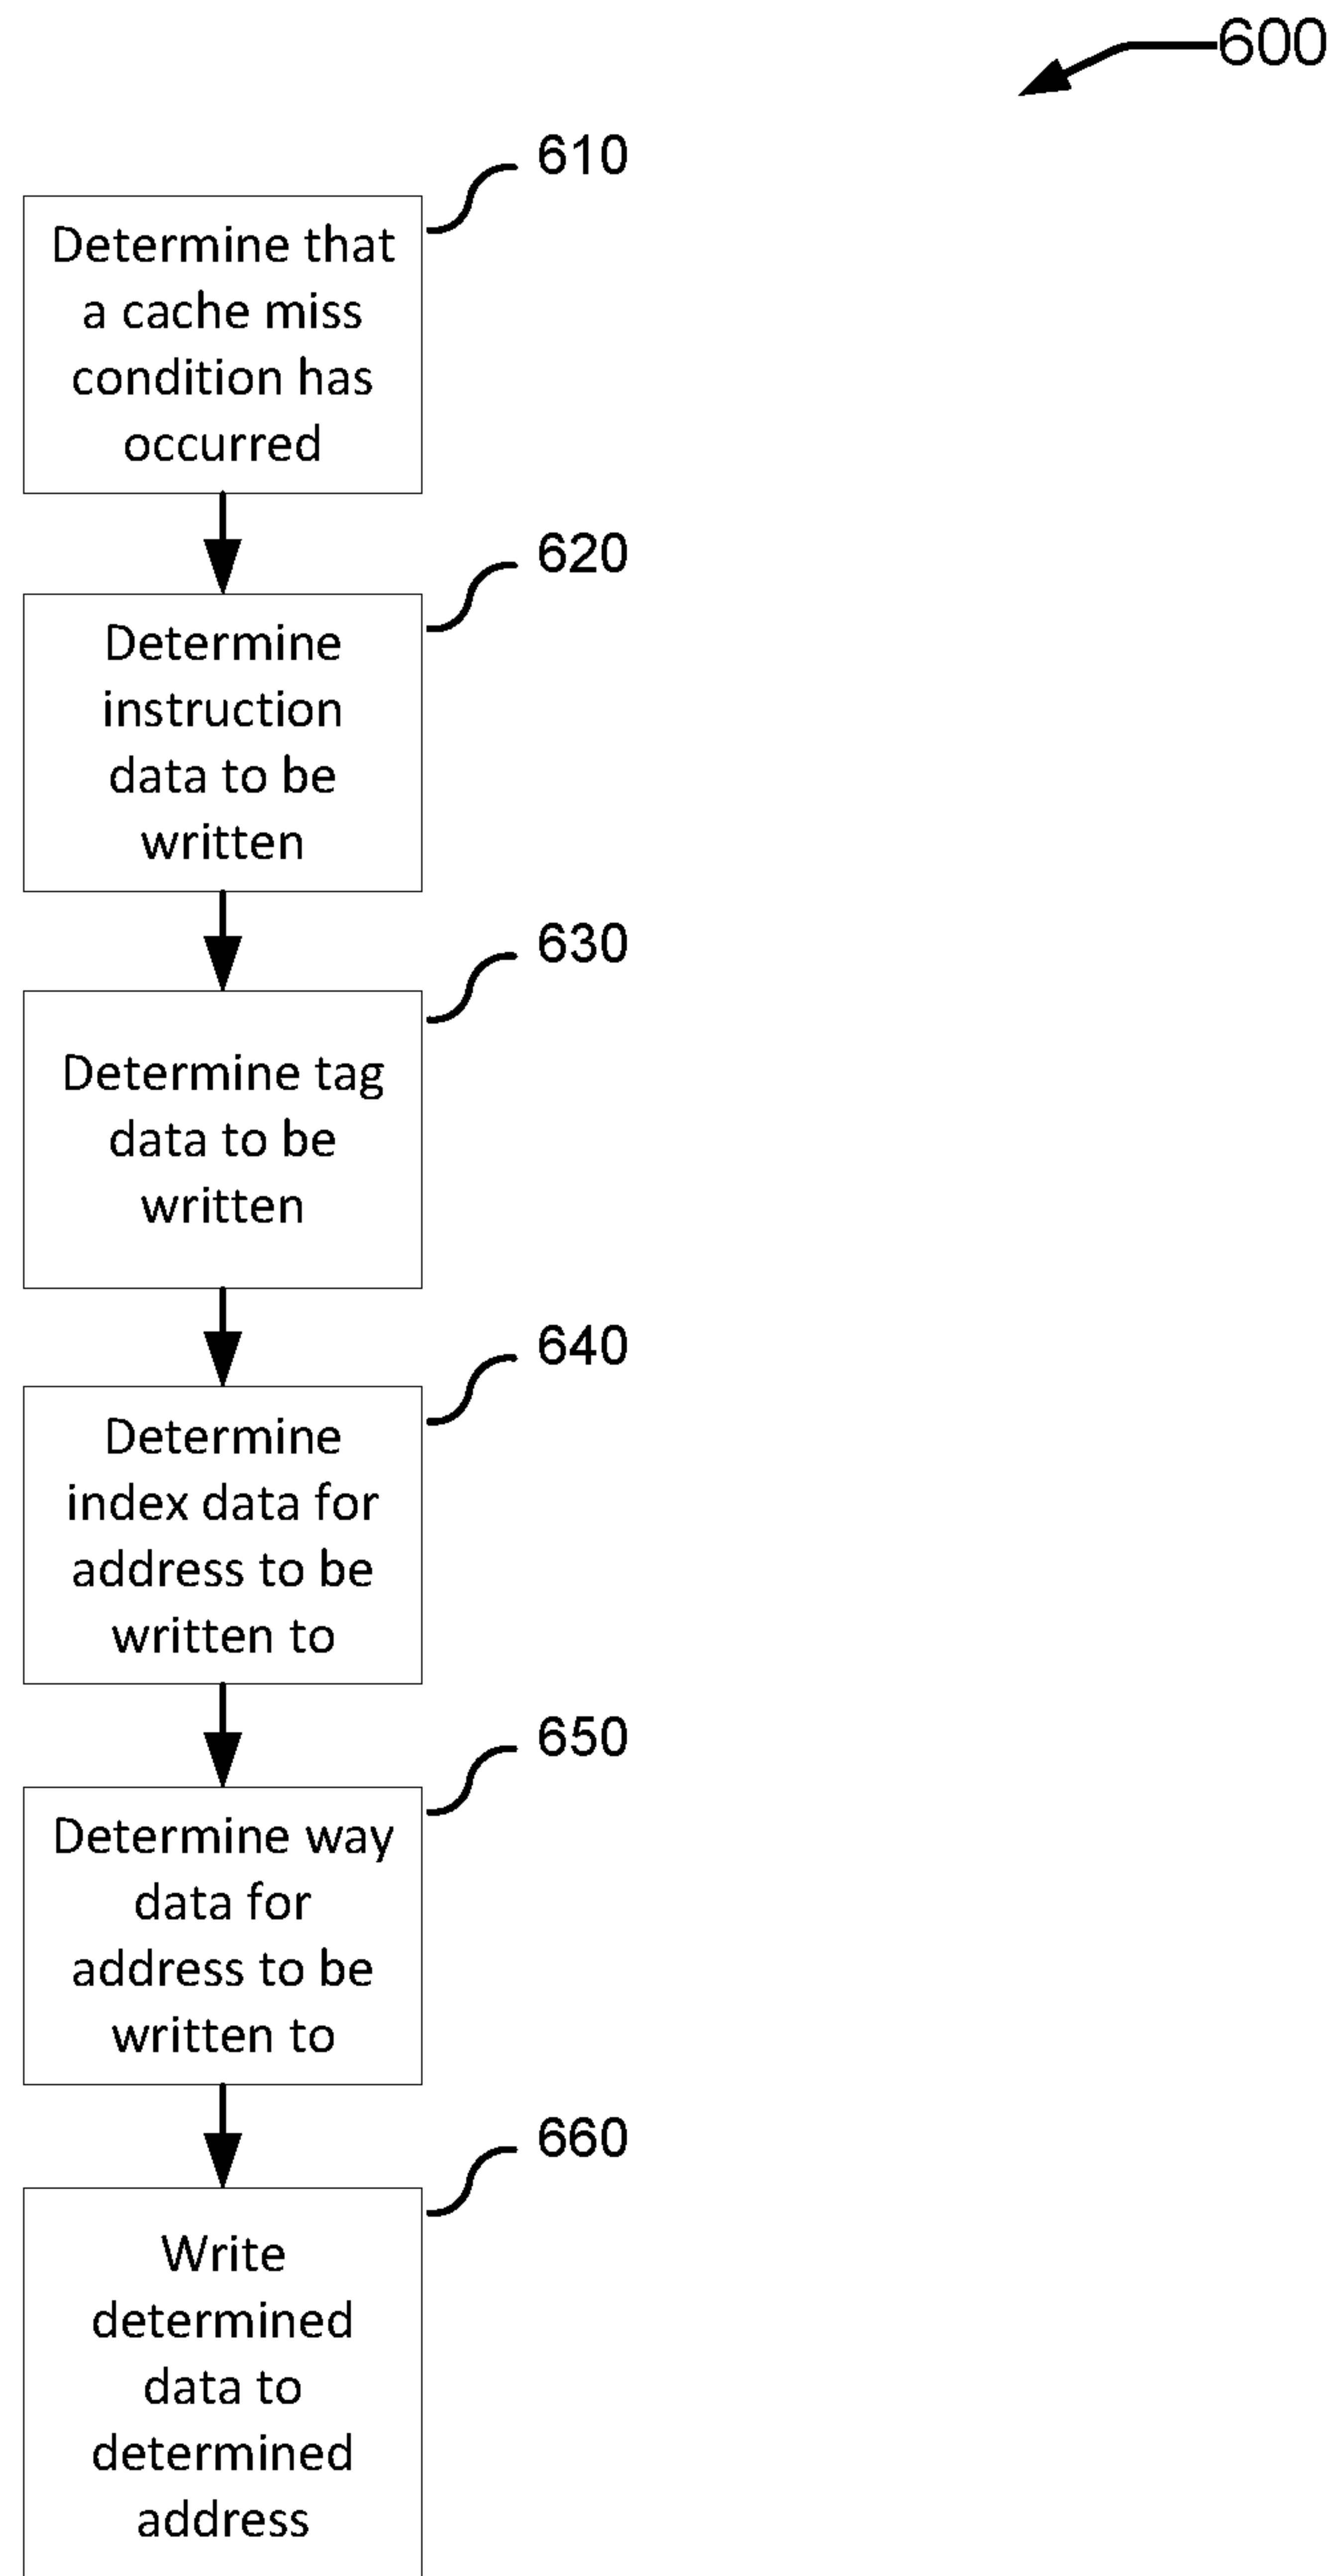 600
610
Determine that
a cache miss
condition has
occurred
620
Determine
instruction
data to be
written
630
Determine tag
data to be
written
640
Determine
index data for
address to be
written to
650
Determine way
data for
address to be
written to
660
Write
determined
data to
determined
address